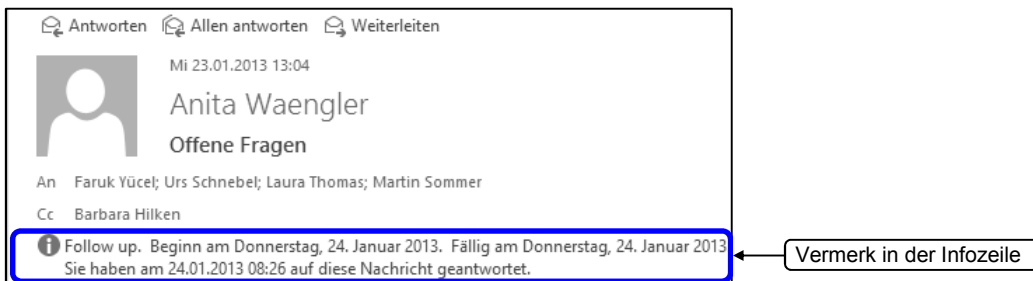 Antworten Allen antworten Weiterleiten
Mi 23.01.2013 13:04
Anita Waengler
Offene Fragen
An Faruk Yücel; Urs Schnebel; Laura Thomas; Martin Sommer
Cc Barbara Hilken
Follow up. Beginn am Donnerstag, 24. Januar 2013. Fällig am Donnerstag, 24. Januar 2013
Sie haben am 24.01.2013 08:26 auf diese Nachricht geantwortet.
Vermerk in der Infozeile